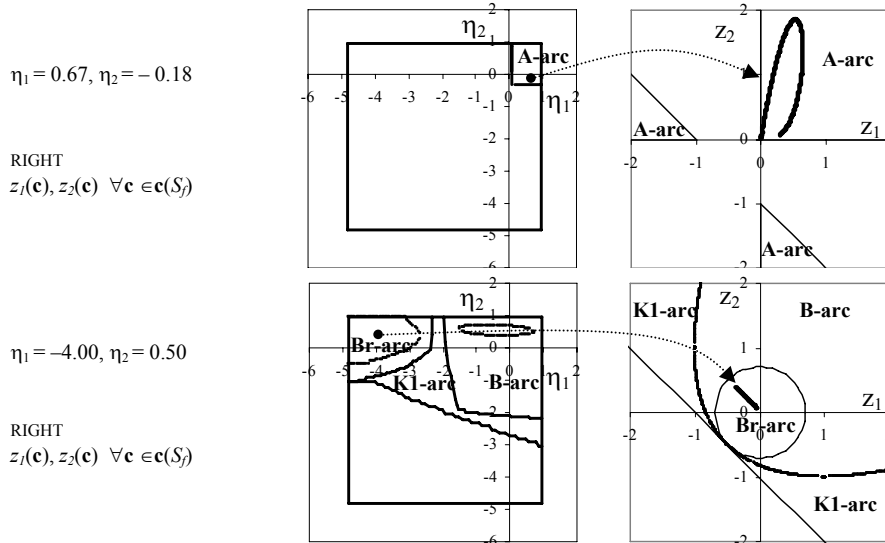 η₁ = 0.67, η₂ = – 0.18
RIGHT
z₁(c), z₂(c) ∀c ∈c(S_f)
η₂
2
1
0
-6 -5 -4 -3 -2 -1 0 1 2
-1
-2
-3
-4
-5
-6
A-arc
η₁
z₂
2
1
0
-2 -1 0 1
-1
-2
A-arc
z₁
A-arc
A-arc
η₁ = –4.00, η₂ = 0.50
RIGHT
z₁(c), z₂(c) ∀c ∈c(S_f)
η₂
2
1
0
-6 -5 -4 -3 -2 -1 0 1 2
-1
-2
-3
-4
-5
-6
Br-arc
K1-arc
B-arc
η₁
K1-arc
z₂
B-arc
2
1
0
-2 -1 0 1
-1
-2
z₁
Br-arc
K1-arc